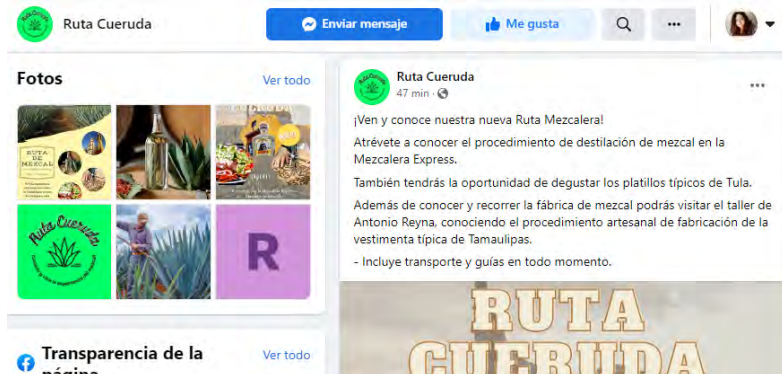 Ruta Cueruda
Enviar mensaje
Me gusta
Fotos
Ver todo
RUTA
DE
MEZCAL
CUERUDA
Ruta Cueruda
R
Transparencia de la
página
Ver todo
Ruta Cueruda
47 min
¡Ven y conoce nuestra nueva Ruta Mezcalera!
Atrévete a conocer el procedimiento de destilación de mezcal en la
Mezcalera Express.
También tendrás la oportunidad de degustar los platillos típicos de Tula.
Además de conocer y recorrer la fábrica de mezcal podrás visitar el taller de
Antonio Reyna, conociendo el procedimiento artesanal de fabricación de la
vestimenta típica de Tamaulipas.
- Incluye transporte y guías en todo momento.
RUTA
CUERUDA